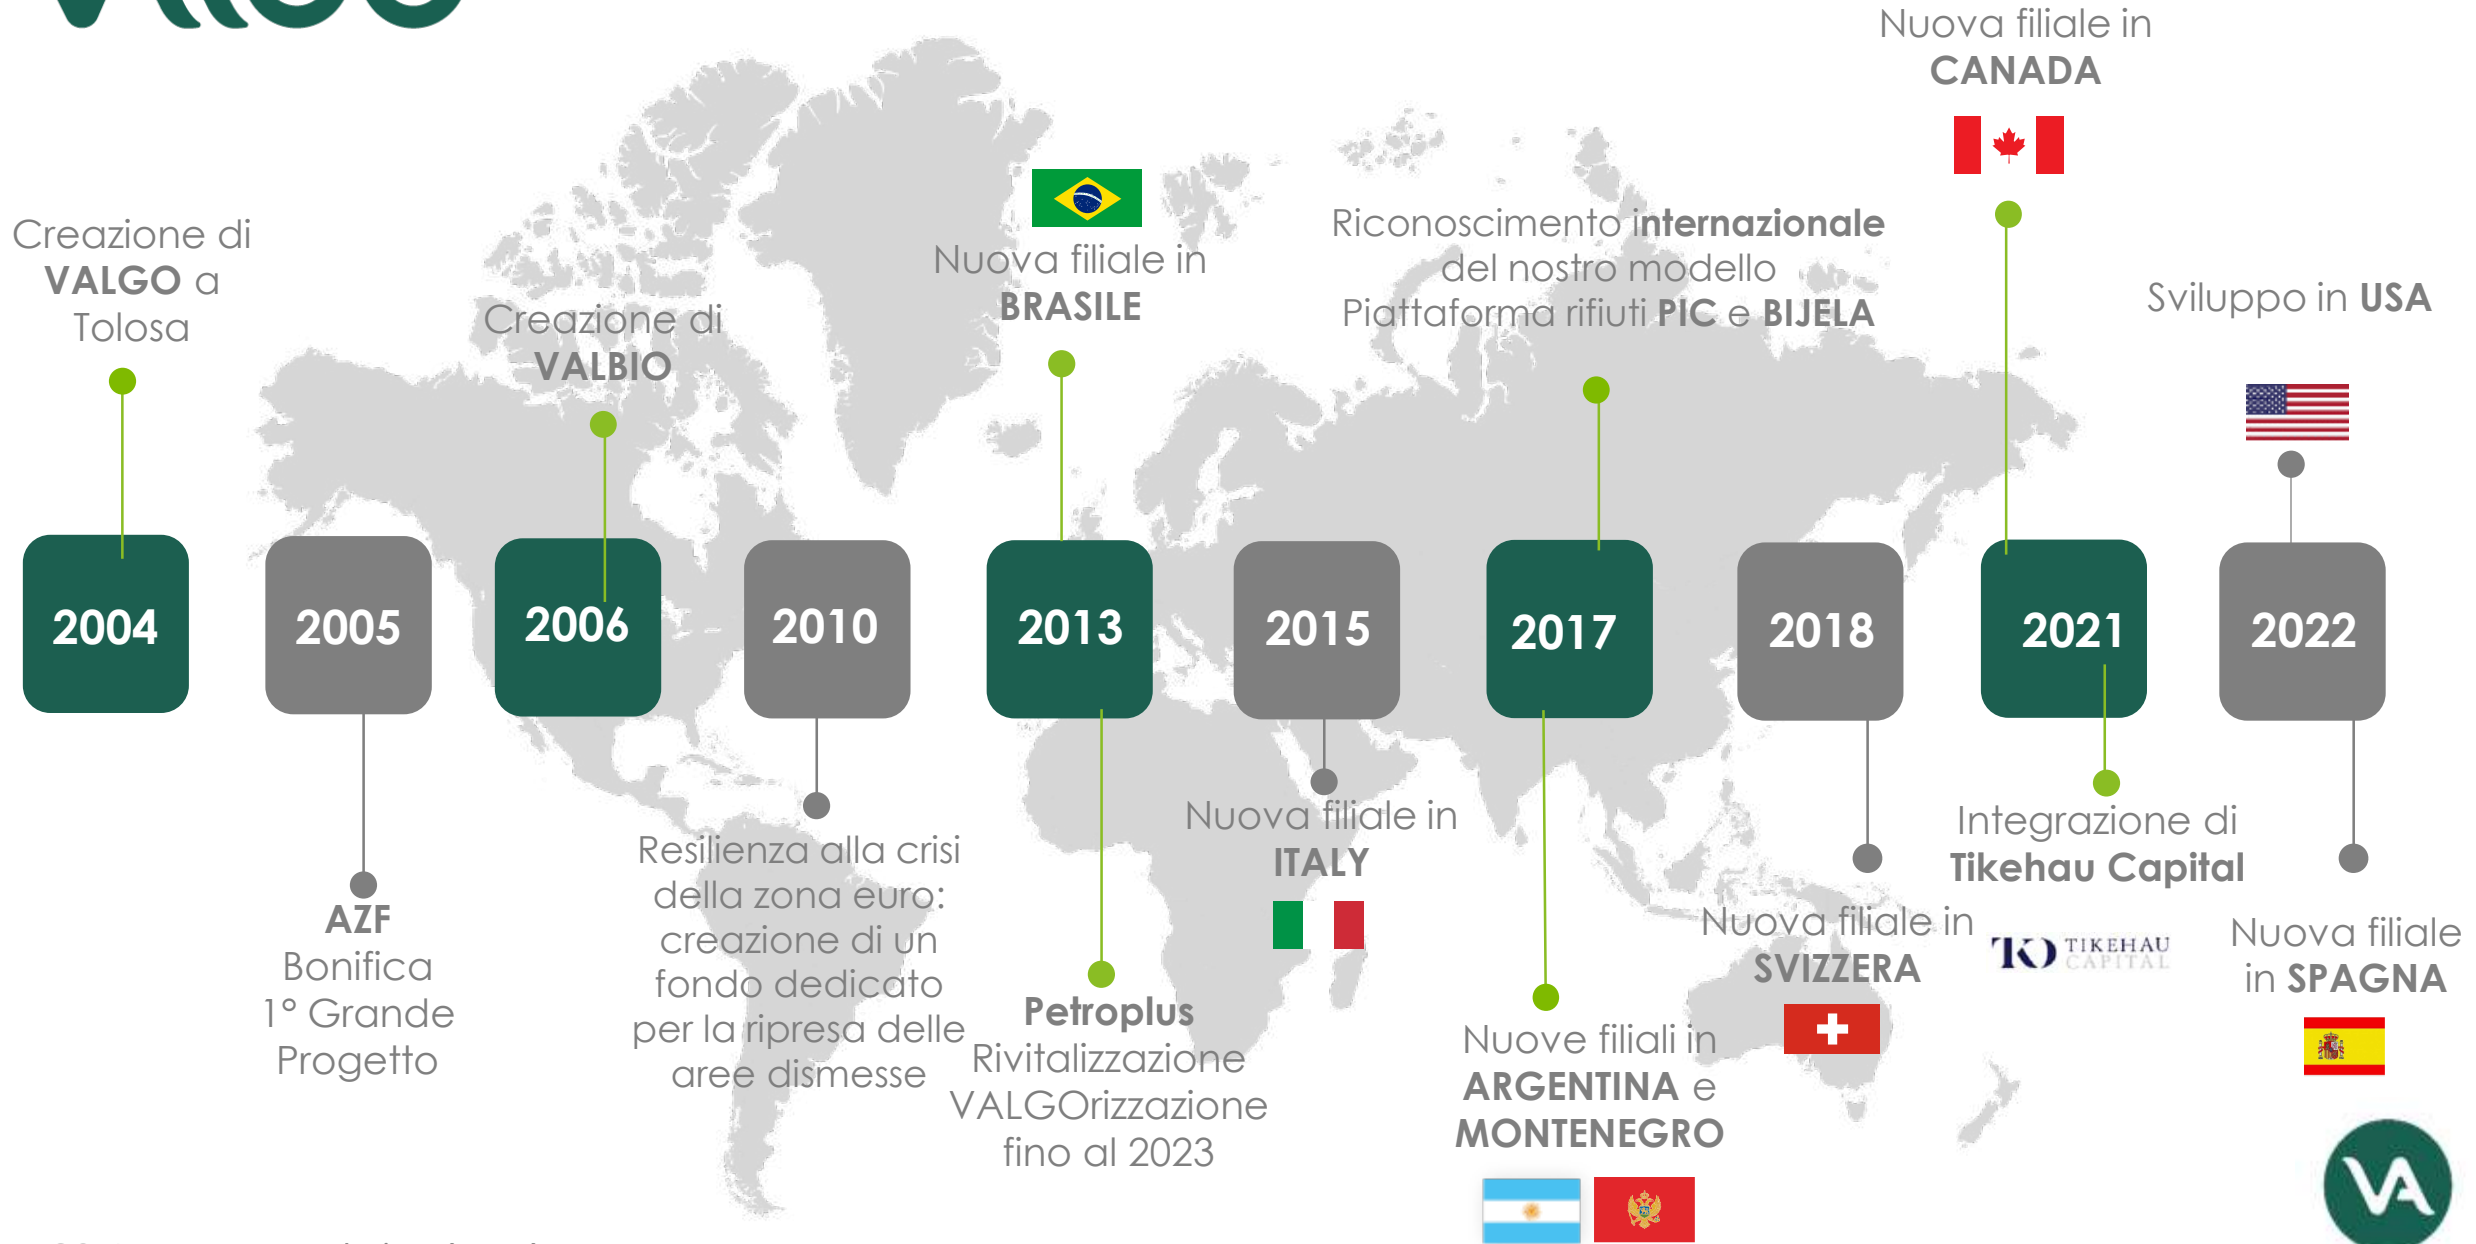 Nuova filiale in
CANADA
Creazione di
VALGO a
Tolosa
Creazione di
VALBIO
Nuova filiale in
BRASILE
Riconoscimento internazionale
del nostro modello
Piattaforma rifiuti PIC e BIJELA
Sviluppo in USA
2004
2005
2006
2010
2013
2015
2017
2018
2021
2022
AZF
Bonifica
1° Grande
Progetto
Resilienza alla crisi
della zona euro:
creazione di un
fondo dedicato
per la ripresa delle
aree dismesse
Petroplus
Rivitalizzazione
VALGOrizzazione
fino al 2023
Nuova filiale in
ITALY
Nuove filiali in
ARGENTINA e
MONTENEGRO
Nuova filiale in
SVIZZERA
Integrazione di
Tikehau Capital
TIKEHAU
CAPITAL
Nuova filiale
in SPAGNA
VA